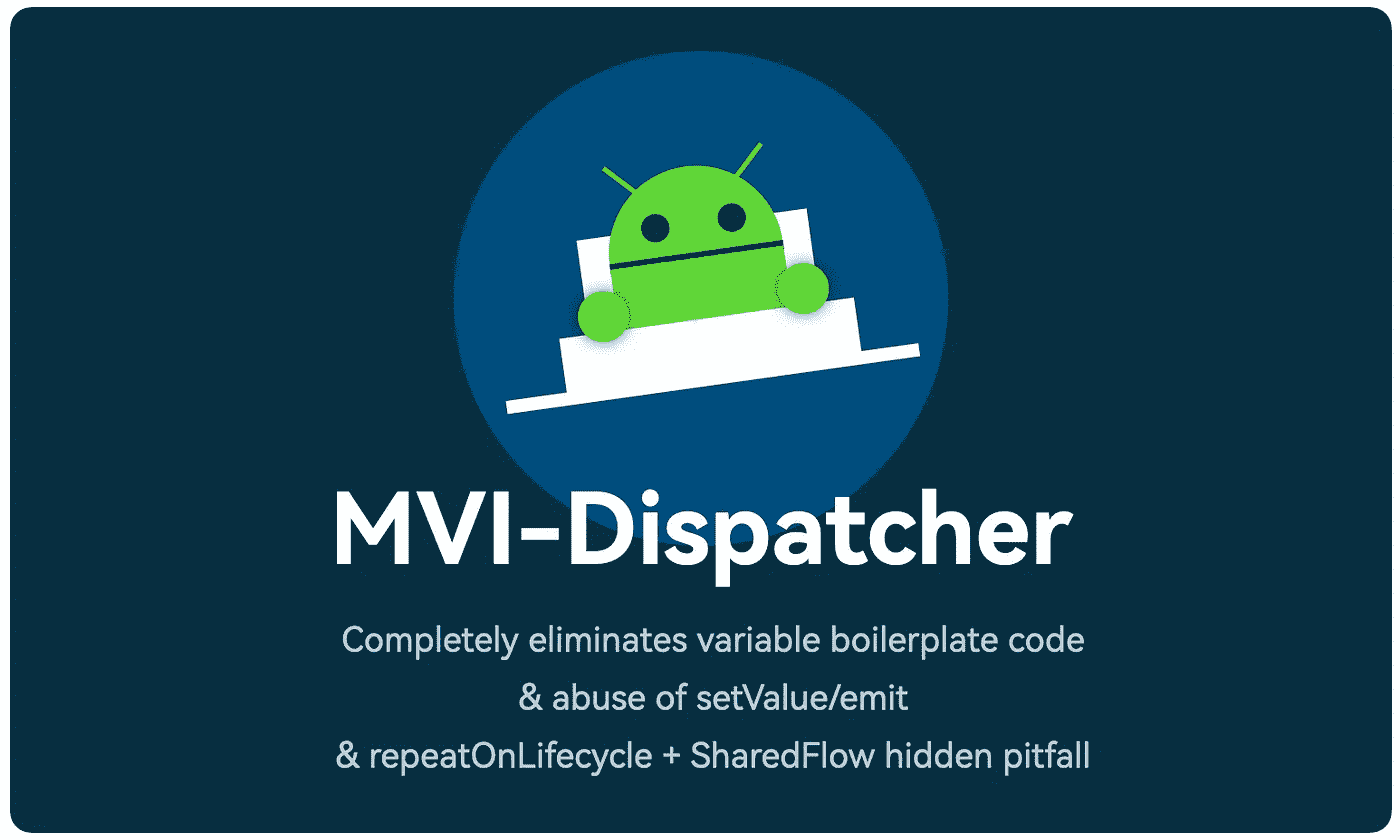 MVI-Dispatcher
Completely eliminates variable boilerplate code
& abuse of setValue/emit
& repeatOnLifecycle + SharedFlow hidden pitfall